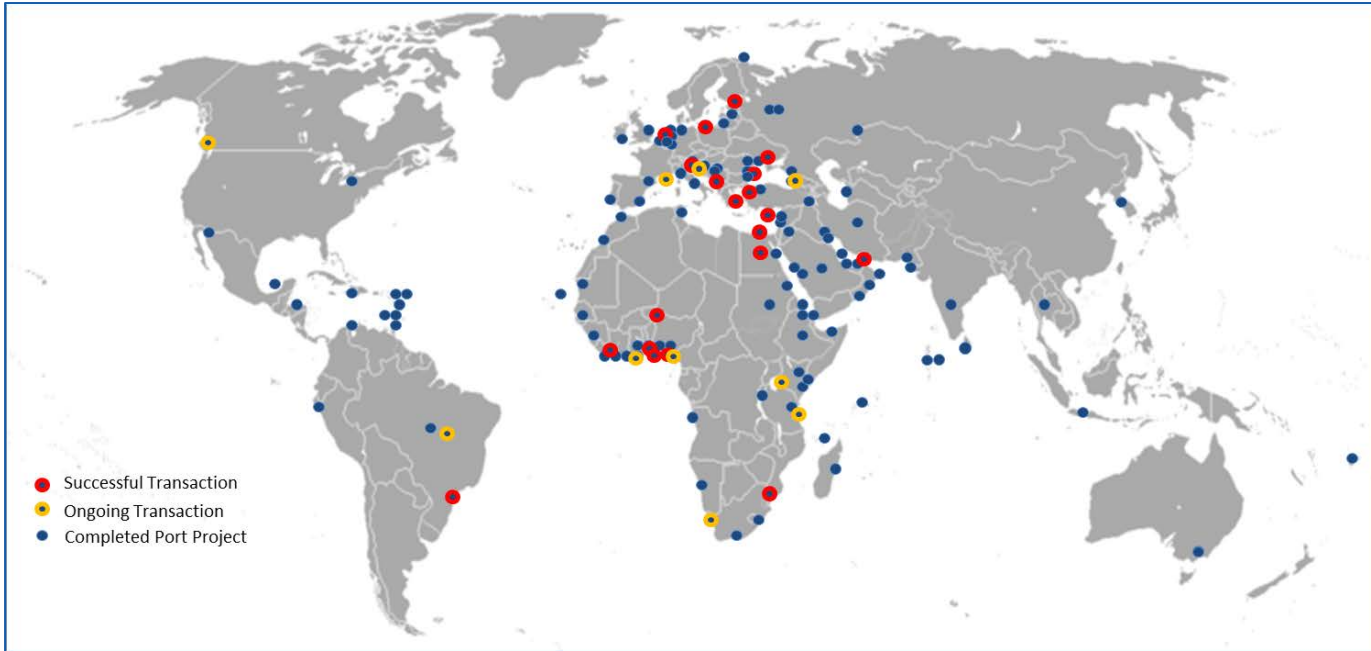 Successful Transaction
Ongoing Transaction
Completed Port Project